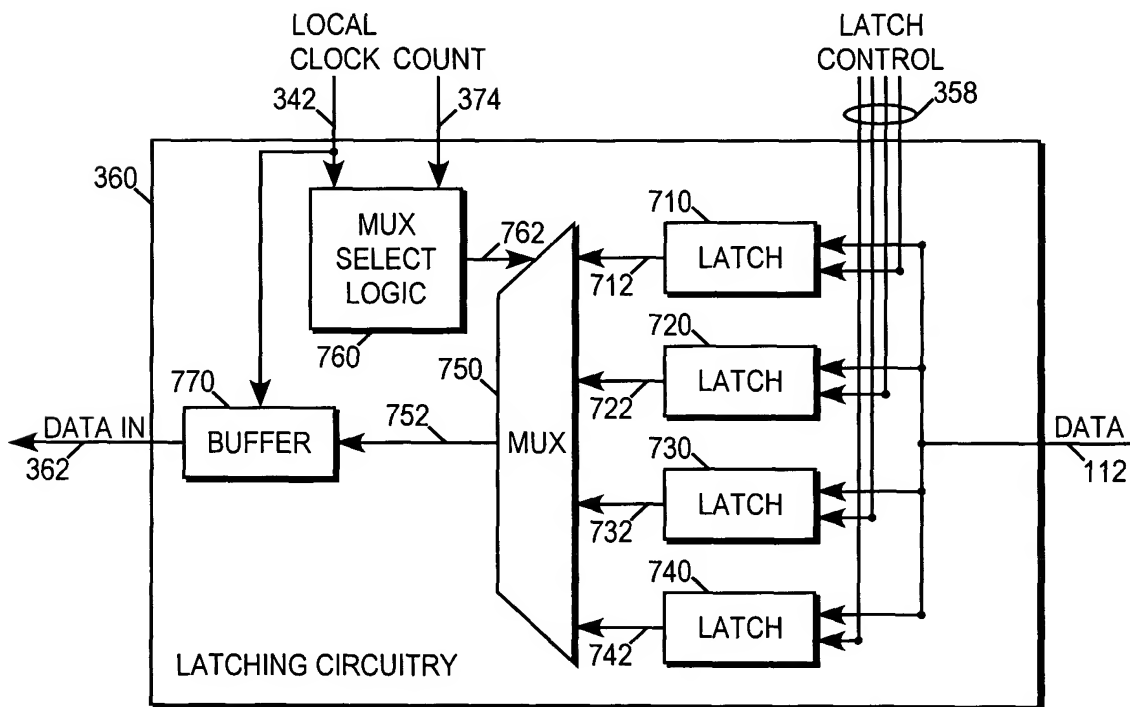 LOCAL
CLOCK COUNT
LATCH
CONTROL
342
374
358
360
MUX
SELECT
LOGIC
760
762
710
LATCH
712
720
LATCH
722
750
MUX
770
BUFFER
752
DATA IN
362
730
LATCH
732
DATA
112
740
LATCH
742
LATCHING CIRCUITRY